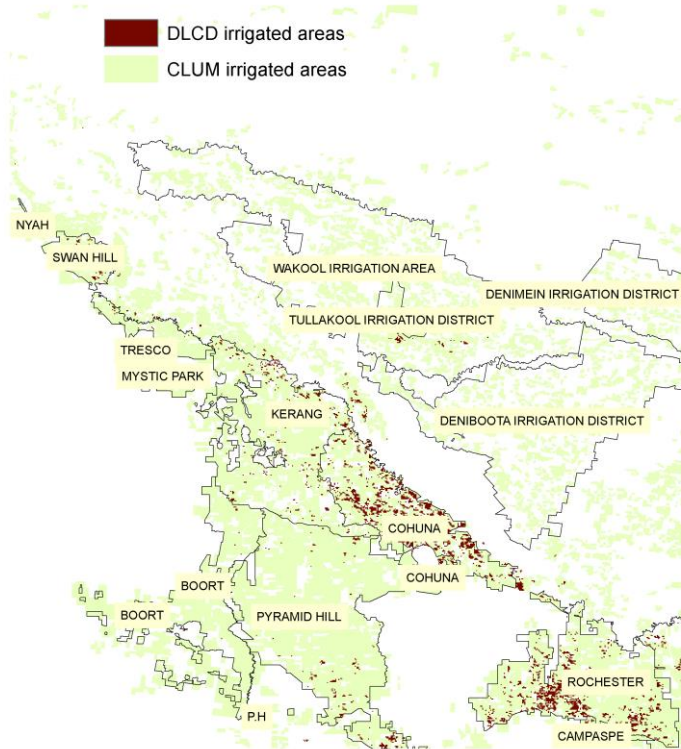 DLCD irrigated areas
CLUM irrigated areas
NYAH
SWAN HILL
WAKOOL IRRIGATION AREA
DENIMEIN IRRIGATION DISTRICT
TULLAKOOL IRRIGATION DISTRICT
TRESCO
MYSTIC PARK
KERANG
DENIBOOTA IRRIGATION DISTRICT
COHUNA
COHUNA
BOORT
BOORT
PYRAMID HILL
ROCHESTER
P.H
CAMPASPE